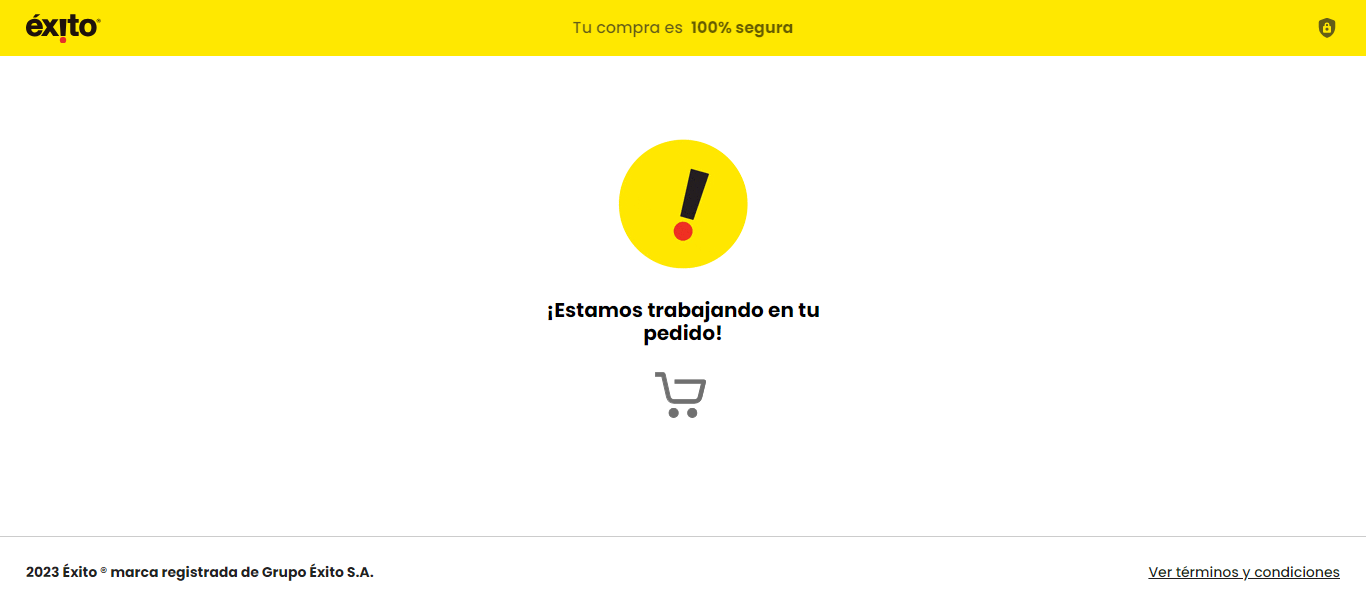 éxito®
Tu compra es 100% segura
¡Estamos trabajando en tu
pedido!
2023 Éxito ® marca registrada de Grupo Éxito S.A.
Ver términos y condiciones